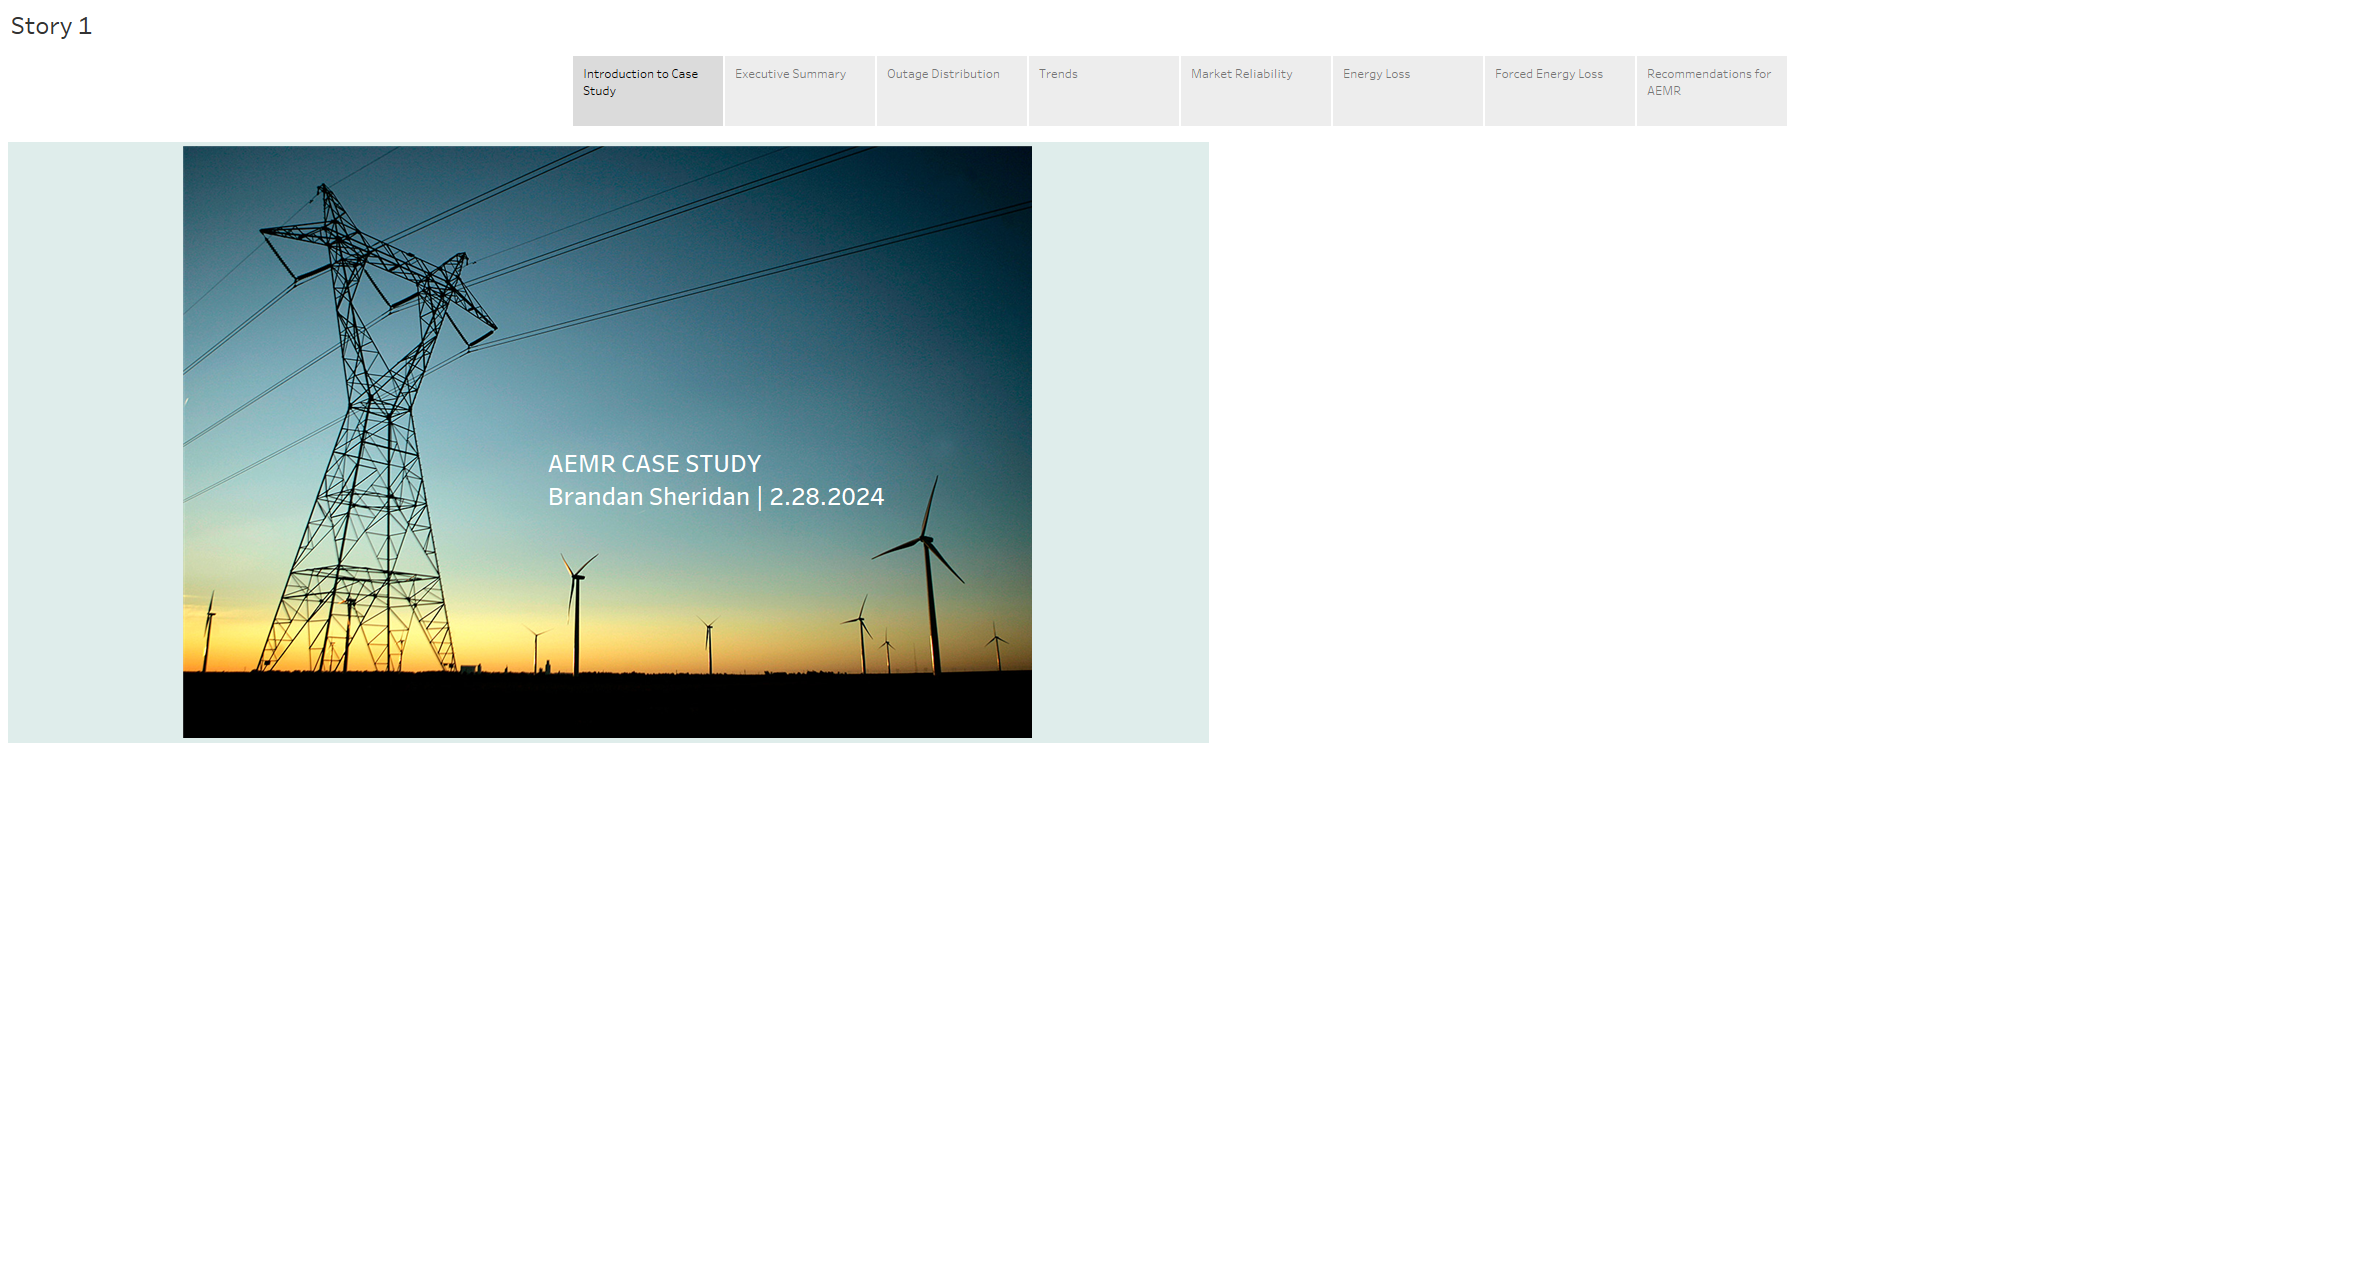 Story 1
Introduction to Case
Study
Executive Summary
Outage Distribution
Trends
Market Reliability
Energy Loss
Forced Energy Loss
Recommendations for
AEMR
AEMR CASE STUDY
Brandan Sheridan | 2.28.2024